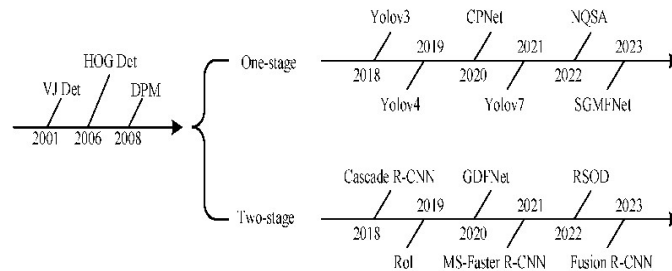 Yolov3 CPNet NQSA
2019 2021 2023
HOG Det
One-stage
2018 2020 2022
VJ Det DPM
Yolov4 Yolov7 SGMFNet
2001 2006 2008
Cascade R-CNN GDFNet RSOD
2019 2021 2023
Two-stage
2018 2020 2022
RoI MS-Faster R-CNN Fusion R-CNN